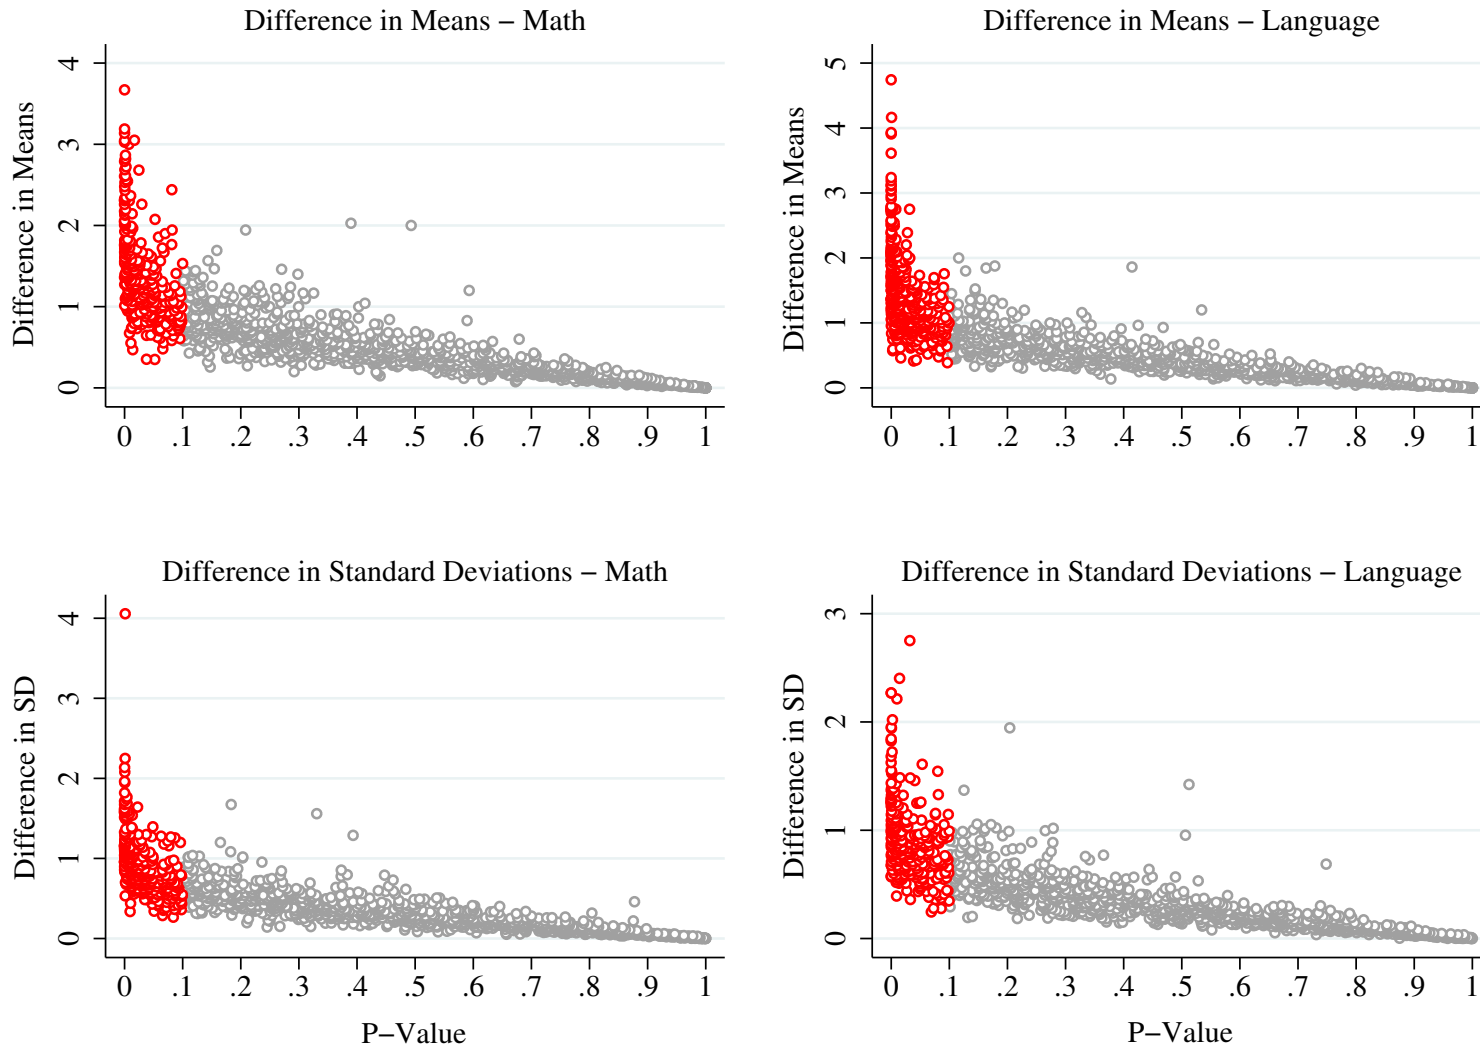 Difference in Means – Math
Difference in Means
4
3
2
1
0
0 .1 .2 .3 .4 .5 .6 .7 .8 .9 1
Difference in Means – Language
Difference in Means
5
4
3
2
1
0
0 .1 .2 .3 .4 .5 .6 .7 .8 .9 1
Difference in Standard Deviations – Math
Difference in SD
4
3
2
1
0
0 .1 .2 .3 .4 .5 .6 .7 .8 .9 1
P–Value
Difference in Standard Deviations – Language
Difference in SD
3
2
1
0
0 .1 .2 .3 .4 .5 .6 .7 .8 .9 1
P–Value